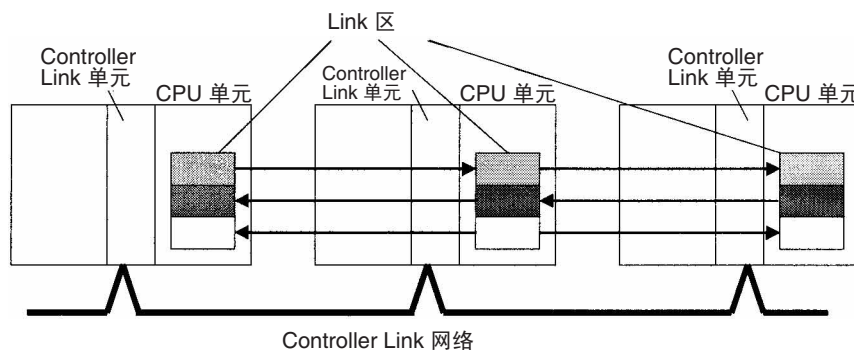 Link 区
Controller
Link 单元
CPU 单元
Controller
Link 单元
CPU 单元
Controller
Link 单元
CPU 单元
Controller Link 网络